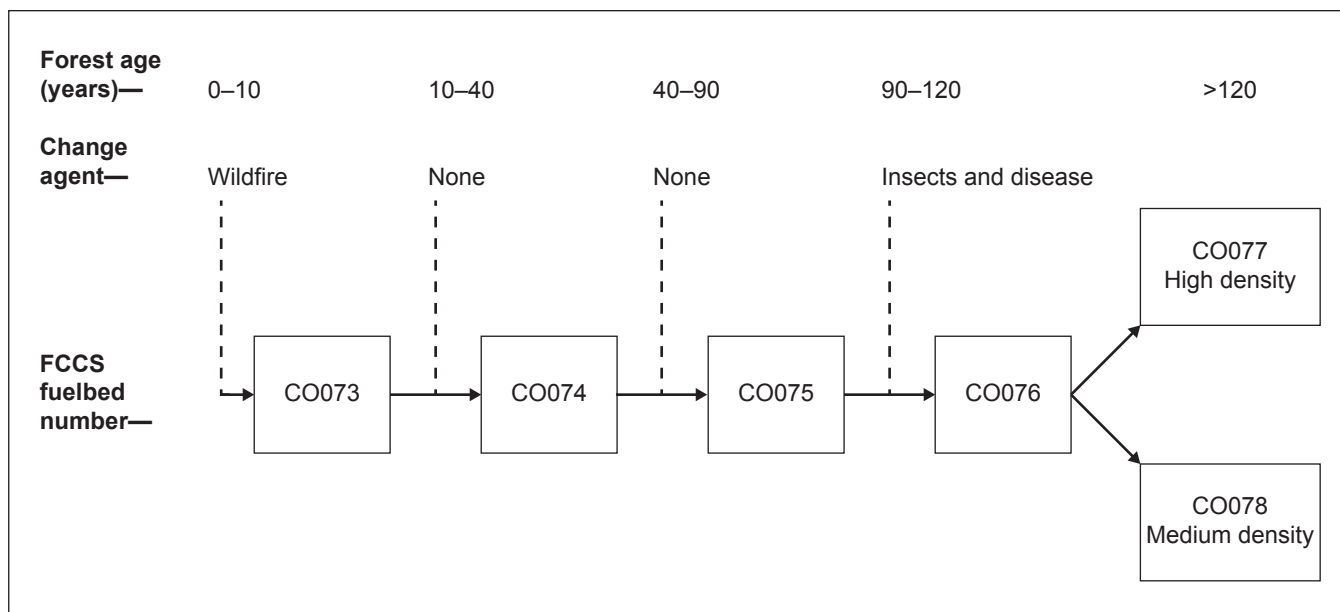 Forest age
(years)—
0–10
10–40
40–90
90–120
>120
Change
agent—
Wildfire
None
None
Insects and disease
FCCS
fuelbed
number—
CO073
CO074
CO075
CO076
CO077
High density
CO078
Medium density